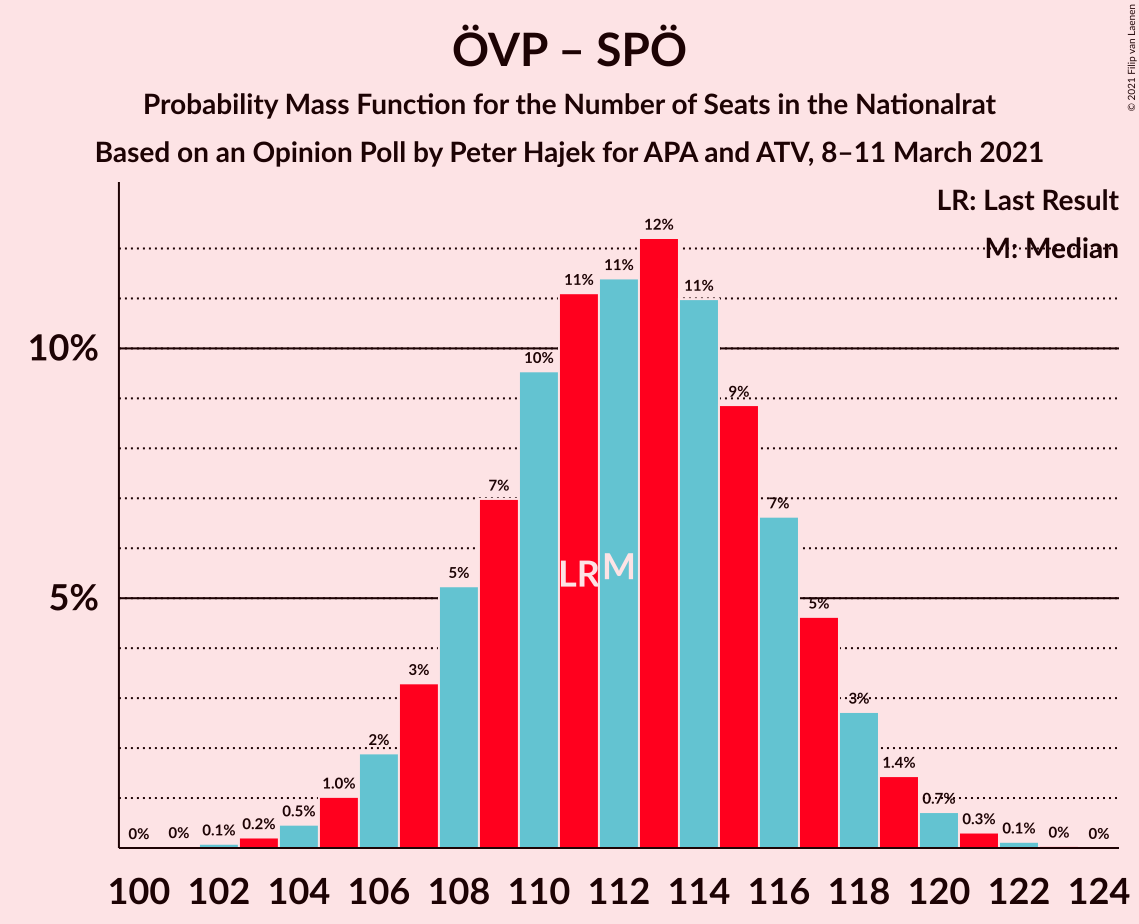 ÖVP – SPÖ
Probability Mass Function for the Number of Seats in the Nationalrat
Based on an Opinion Poll by Peter Hajek for APA and ATV, 8–11 March 2021
© 2021 Filip van Laenen
LR: Last Result
M: Median
10%
5%
0% 0% 0.1% 0.2% 0.5% 1.0% 2% 3% 5% 7% 10% 11% 11% 12% 11% 9% 7% 5% 3% 1.4% 0.7% 0.3% 0.1% 0% 0%
LR M
100 102 104 106 108 110 112 114 116 118 120 122 124